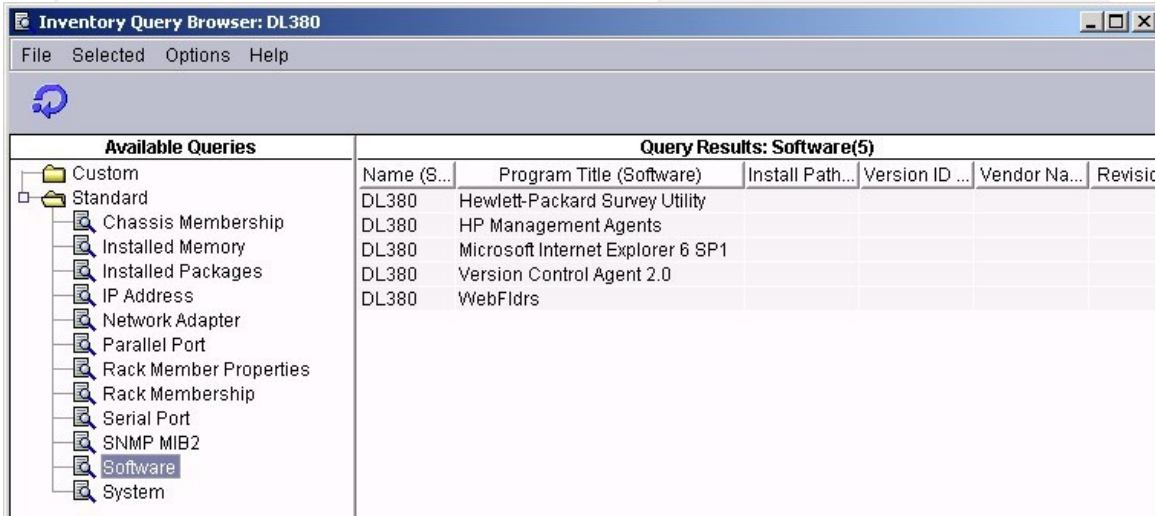 Inventory Query Browser: DL380
File Selected Options Help
Available Queries
Custom
Standard
Chassis Membership
Installed Memory
Installed Packages
IP Address
Network Adapter
Parallel Port
Rack Member Properties
Rack Membership
Serial Port
SNMP MIB2
Software
System
Query Results: Software(5)
Name (S... Program Title (Software) Install Path... Version ID ... Vendor Na... Revisio
DL380 Hewlett-Packard Survey Utility
DL380 HP Management Agents
DL380 Microsoft Internet Explorer 6 SP1
DL380 Version Control Agent 2.0
DL380 WebFldrs